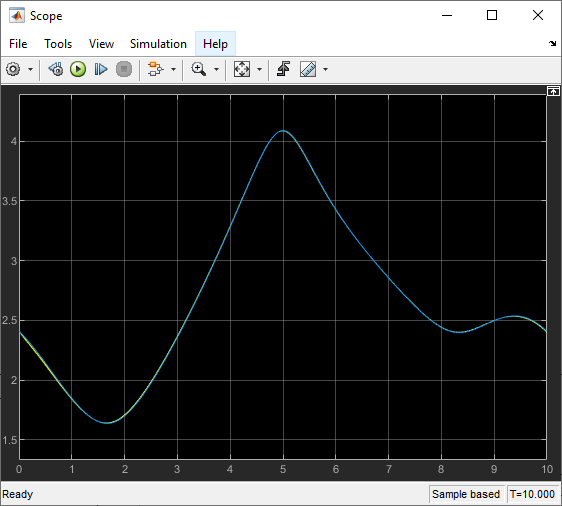 Scope
File Tools View Simulation Help
4
3.5
3
2.5
2
1.5
0 1 2 3 4 5 6 7 8 9 10
Ready Sample based T=10.000